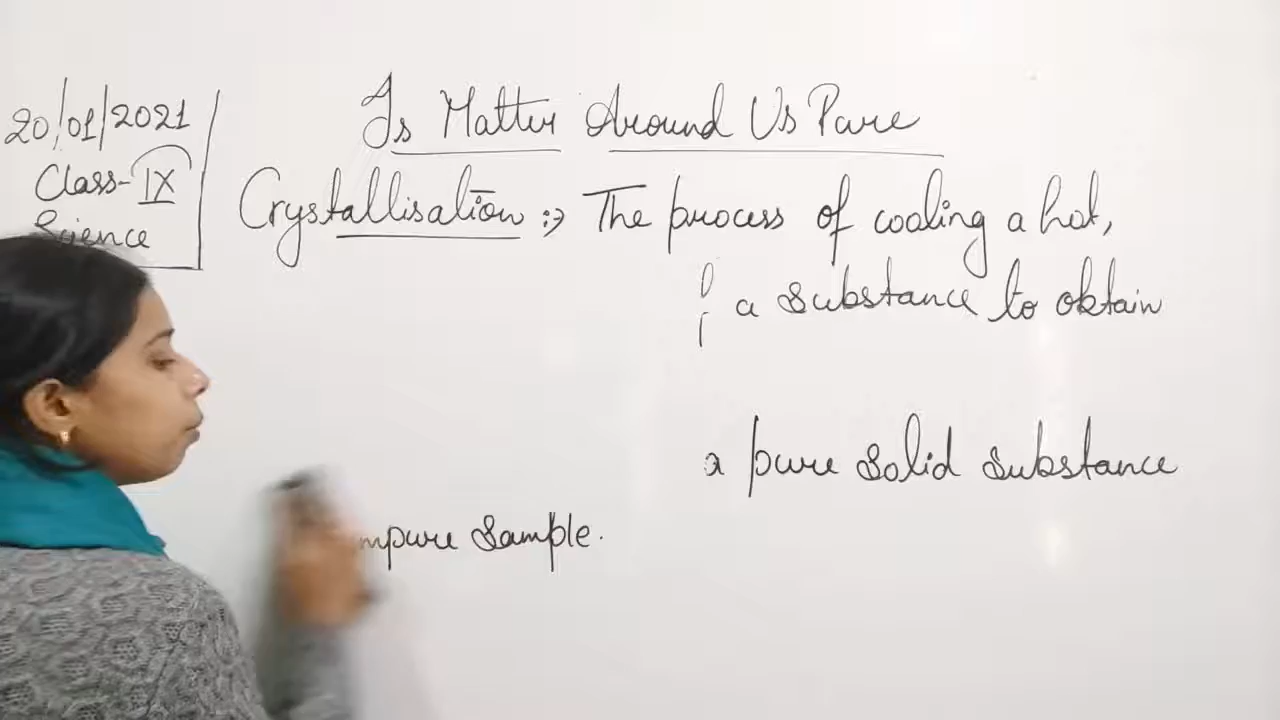 20/01/2021
Class-IX
Science
Is Matter Around Us Pure
Crystallisation :→ The process of cooling a hot,
a substance to obtain
a pure solid substance
mpure sample.